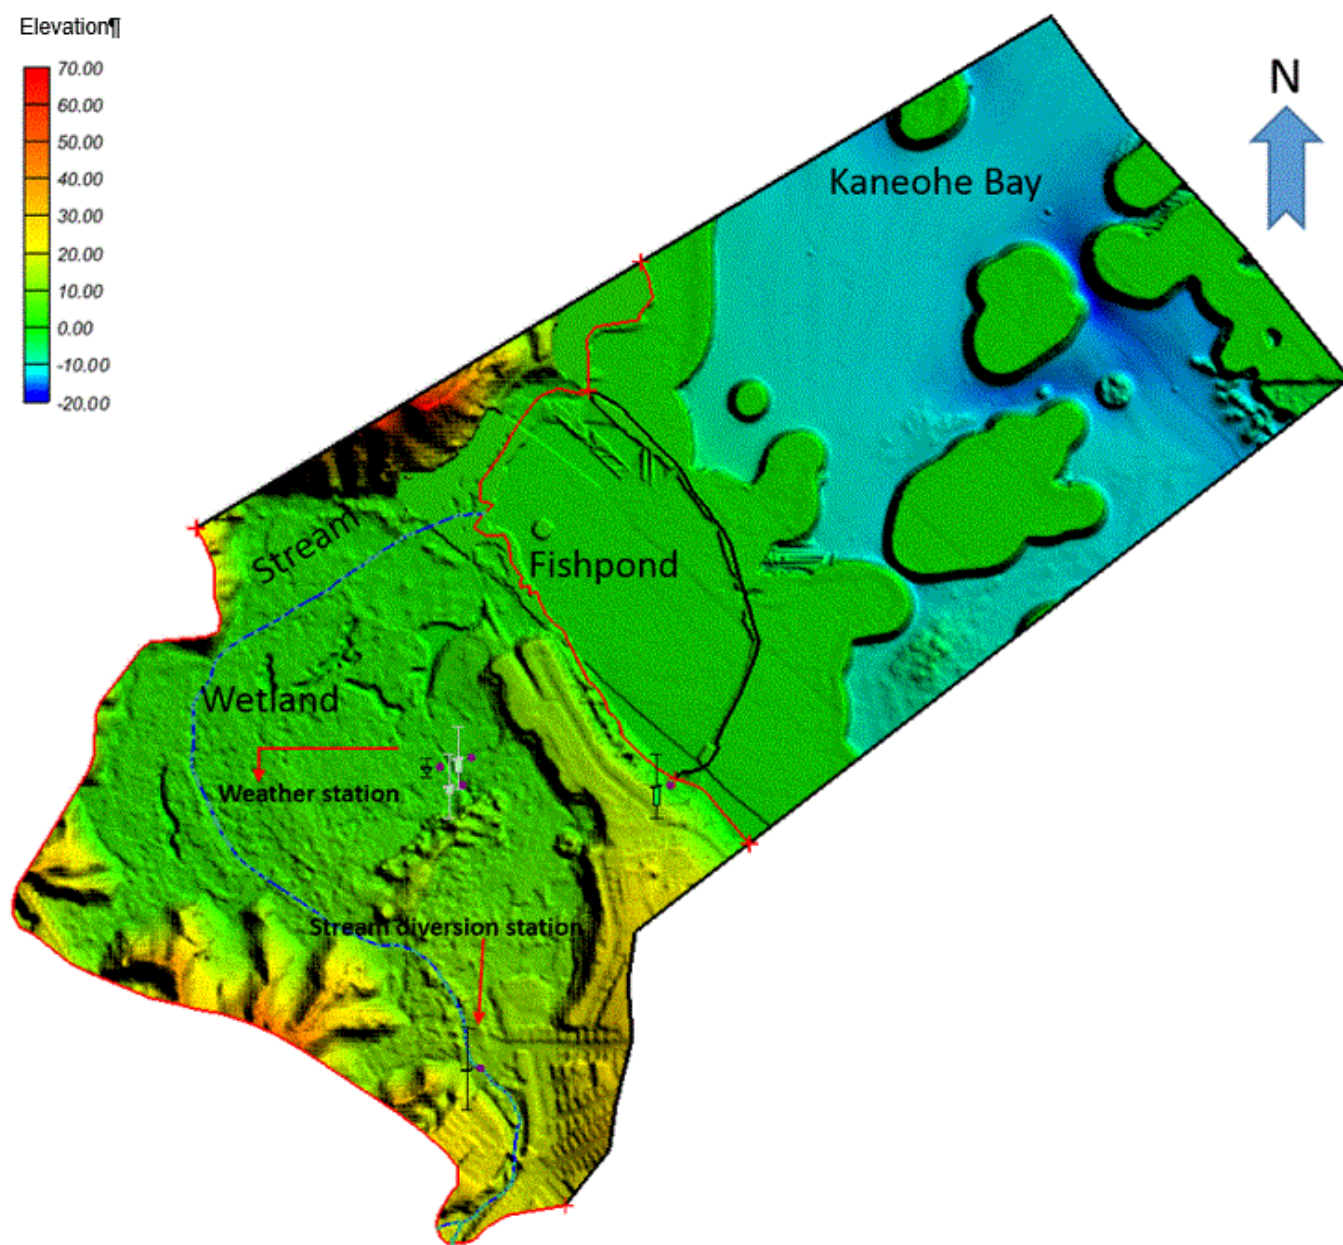 Elevation¶
70.00
60.00
50.00
40.00
30.00
20.00
10.00
0.00
-10.00
-20.00
N
Kaneohe Bay
Stream
Fishpond
Wetland
Weather station
Stream diversion station